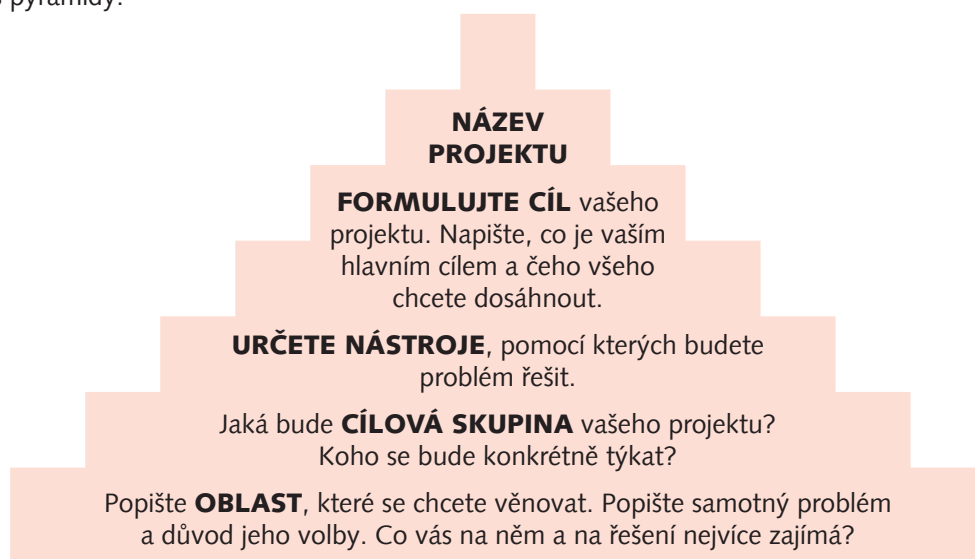 pyramidy.
NÁZEV
PROJEKTU
FORMULUJTE CÍL vašeho
projektu. Napište, co je vaším
hlavním cílem a čeho všeho
chcete dosáhnout.
URČETE NÁSTROJE, pomocí kterých budete
problém řešit.
Jaká bude CÍLOVÁ SKUPINA vašeho projektu?
Koho se bude konkrétně týkat?
Popište OBLAST, které se chcete věnovat. Popište samotný problém
a důvod jeho volby. Co vás na něm a na řešení nejvíce zajímá?